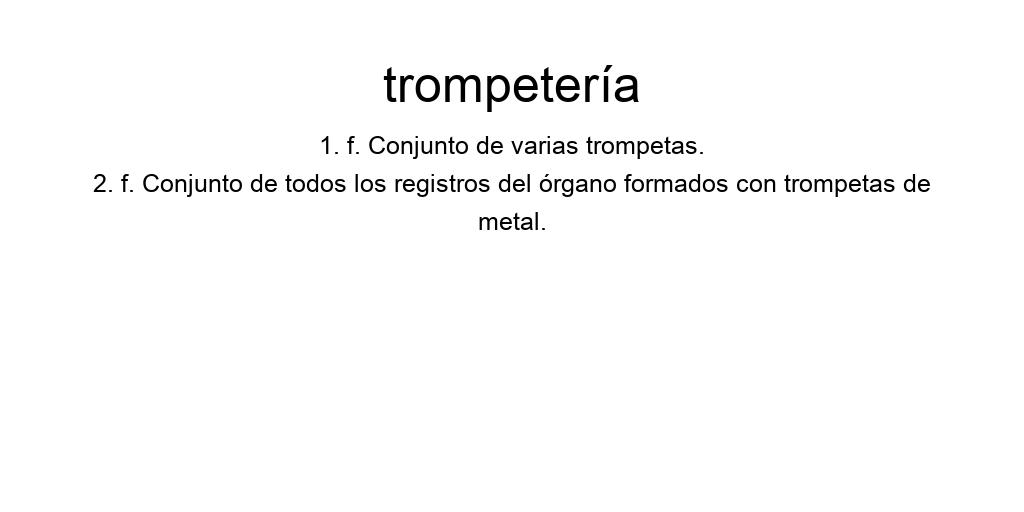 trompetería
1. f. Conjunto de varias trompetas.
2. f. Conjunto de todos los registros del órgano formados con trompetas de
metal.